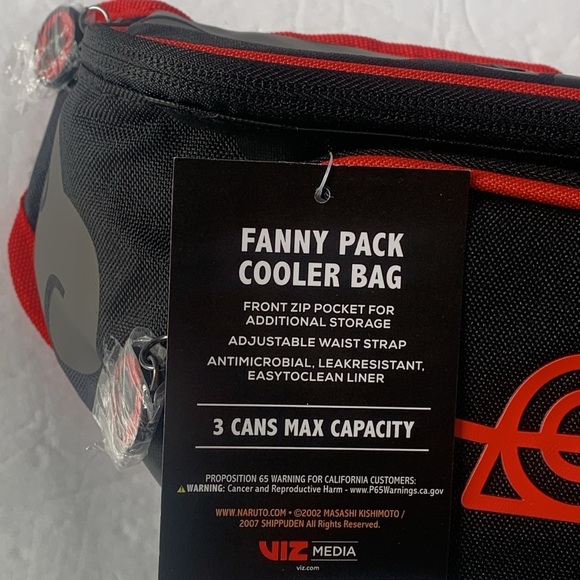 FANNY PACK
COOLER BAG
FRONT ZIP POCKET FOR
ADDITIONAL STORAGE
ADJUSTABLE WAIST STRAP
ANTIMICROBIAL, LEAKRESISTANT,
EASYTOCLEAN LINER
3 CANS MAX CAPACITY
PROPOSITION 65 WARNING FOR CALIFORNIA CUSTOMERS:
⚠WARNING: Cancer and Reproductive Harm - www.P65Warnings.ca.gov
WWW.NARUTO.COM • ©2002 MASASHI KISHIMOTO /
2007 SHIPPUDEN All Rights Reserved.
VIZ MEDIA
viz.com